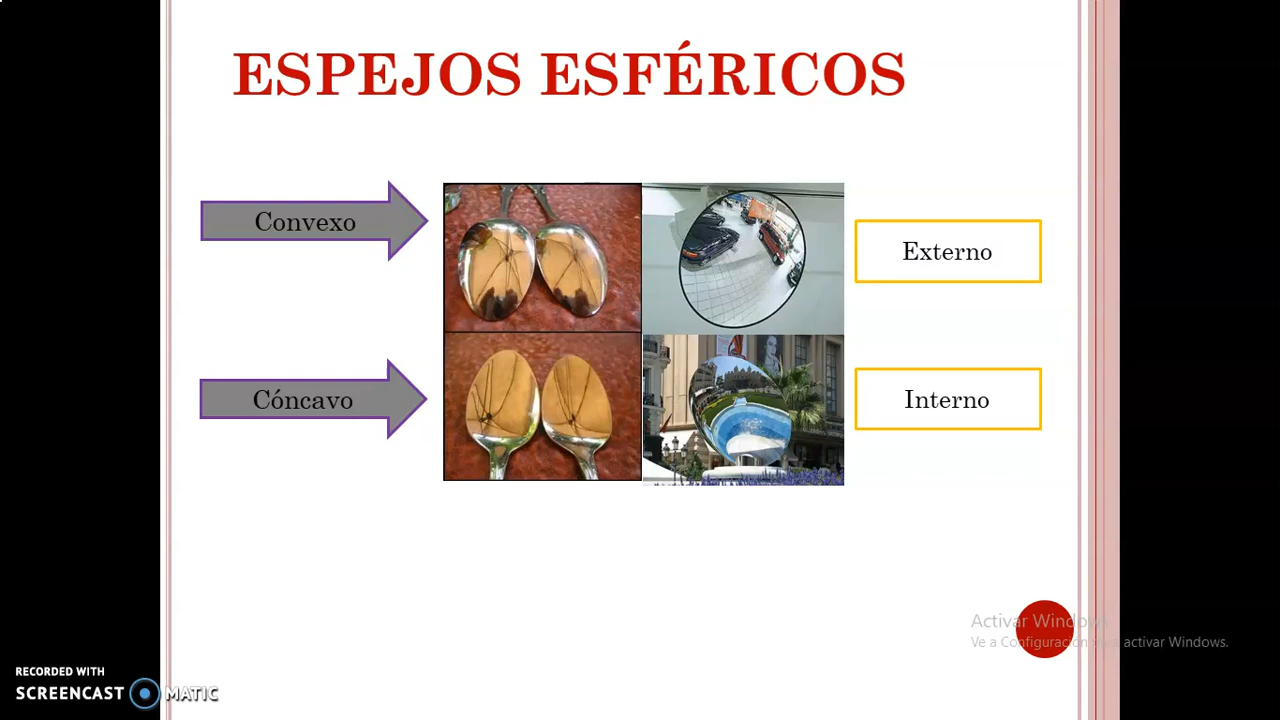 ESPEJOS ESFÉRICOS
Convexo
Externo
Cóncavo
Interno
Activar Windows
Ve a Configuración para activar Windows.
RECORDED WITH
SCREENCAST MATIC